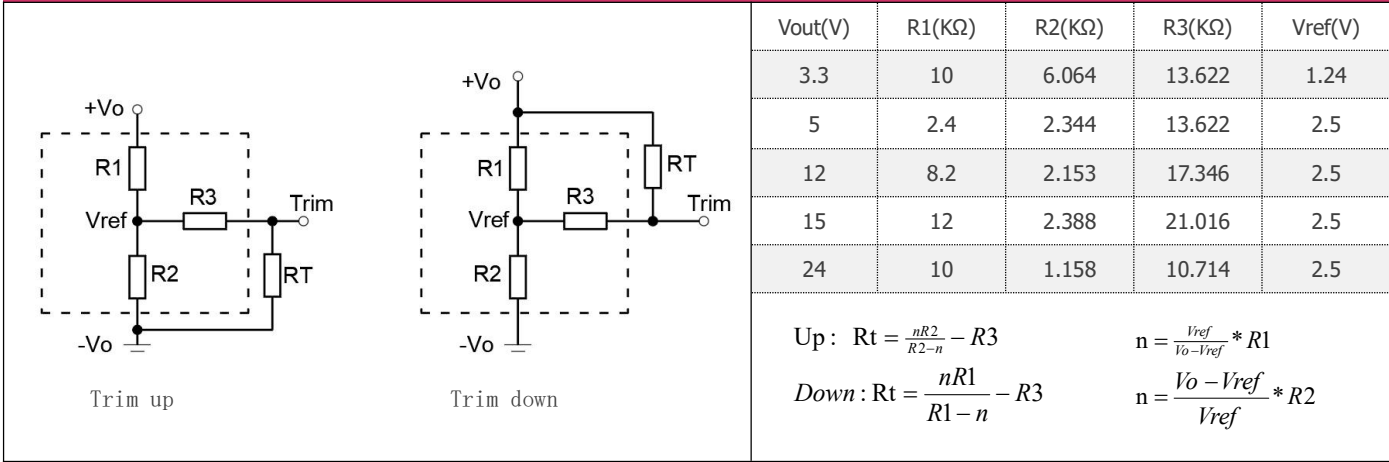 +Vo
R1
R3
Trim
Vref
R2
RT
-Vo
Trim up
+Vo
R1
RT
R3
Trim
Vref
R2
-Vo
Trim down
Vout(V) R1(KΩ) R2(KΩ) R3(KΩ) Vref(V)
3.3 10 6.064 13.622 1.24
5 2.4 2.344 13.622 2.5
12 8.2 2.153 17.346 2.5
15 12 2.388 21.016 2.5
24 10 1.158 10.714 2.5
Up : Rt = nR2/R2−n − R3 n = Vref/Vo−Vref * R1
Down : Rt = nR1/R1−n − R3 n = Vo −Vref/Vref * R2